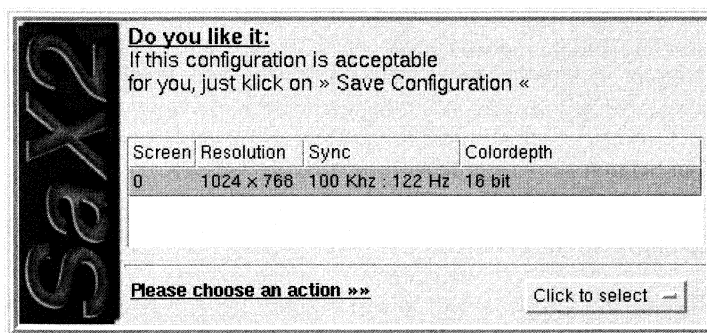 SaX2
Do you like it:
If this configuration is acceptable
for you, just klick on » Save Configuration «
Screen Resolution Sync Colordepth
0 1024 x 768 100 Khz : 122 Hz 16 bit
Please choose an action »» Click to select